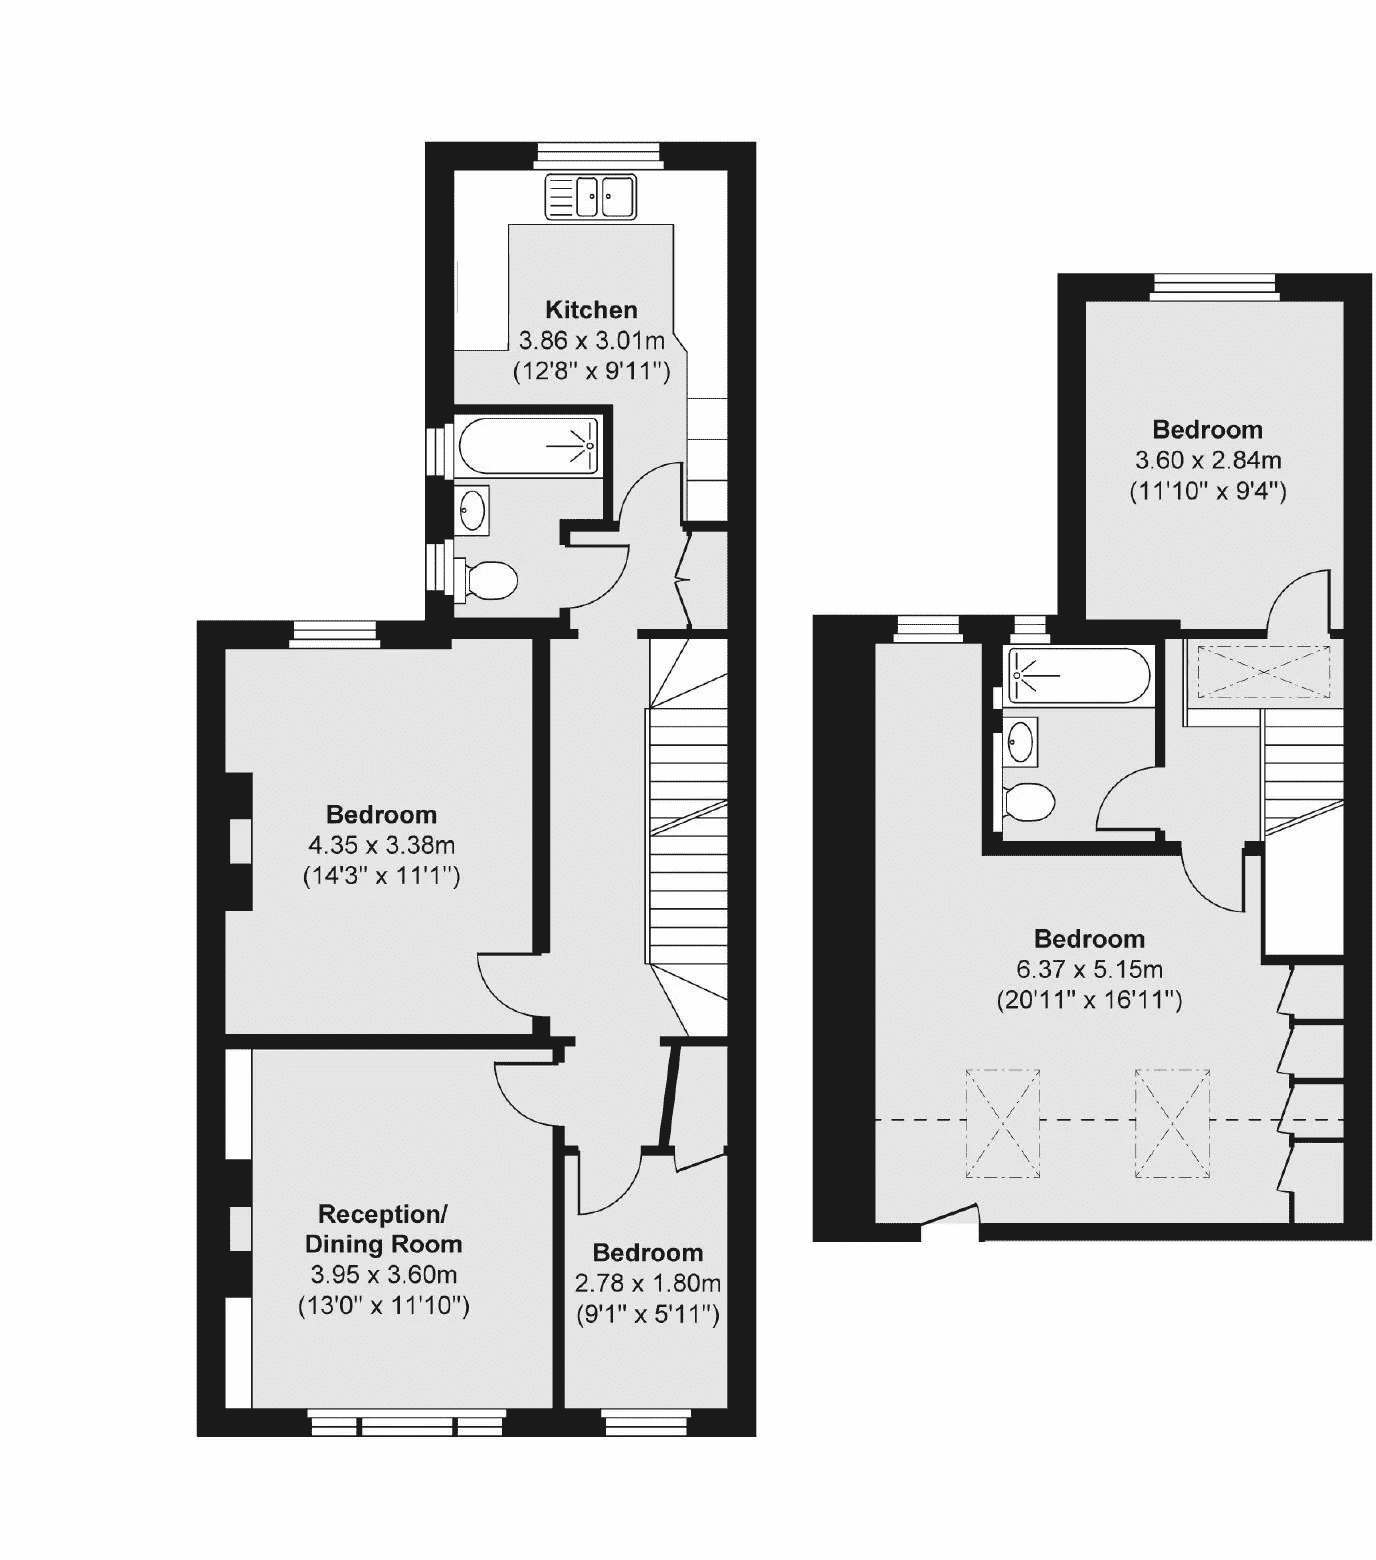 Kitchen
3.86 x 3.01m
(12'8" x 9'11")
Bedroom
4.35 x 3.38m
(14'3" x 11'1")
Reception/
Dining Room
3.95 x 3.60m
(13'0" x 11'10")
Bedroom
2.78 x 1.80m
(9'1" x 5'11")
Bedroom
3.60 x 2.84m
(11'10" x 9'4")
Bedroom
6.37 x 5.15m
(20'11" x 16'11")